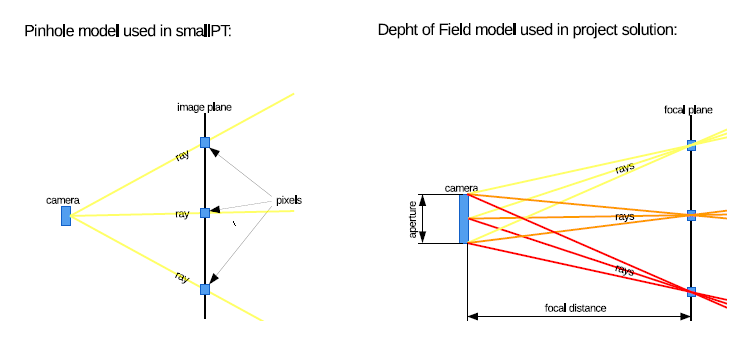 Pinhole model used in smallPT:
Depht of Field model used in project solution:
image plane
focal plane
ray
rays
camera
camera
pixels
aperture
ray
rays
ray
rays
focal distance